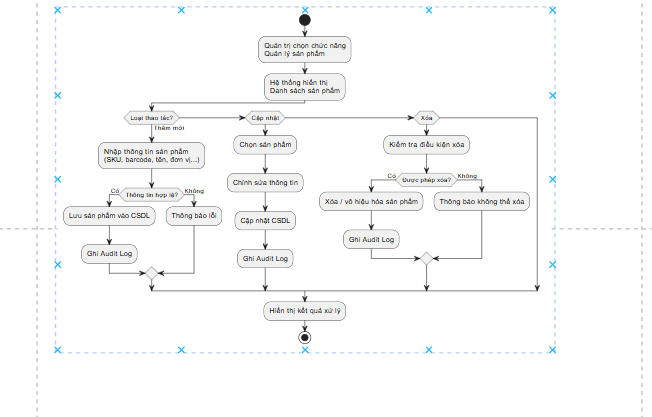 Quản trị chọn chức năng
Quản lý sản phẩm
Hệ thống hiển thị
Danh sách sản phẩm
Loại thao tác?
Cập nhật
Xóa
Thêm mới
Nhập thông tin sản phẩm
(SKU, barcode, tên, đơn vị...)
Chọn sản phẩm
Kiểm tra điều kiện xóa
Có
Thông tin hợp lệ?
Không
Chỉnh sửa thông tin
Có
Được phép xóa?
Không
Lưu sản phẩm vào CSDL
Thông báo lỗi
Cập nhật CSDL
Xóa / vô hiệu hóa sản phẩm
Thông báo không thể xóa
Ghi Audit Log
Ghi Audit Log
Ghi Audit Log
Hiển thị kết quả xử lý